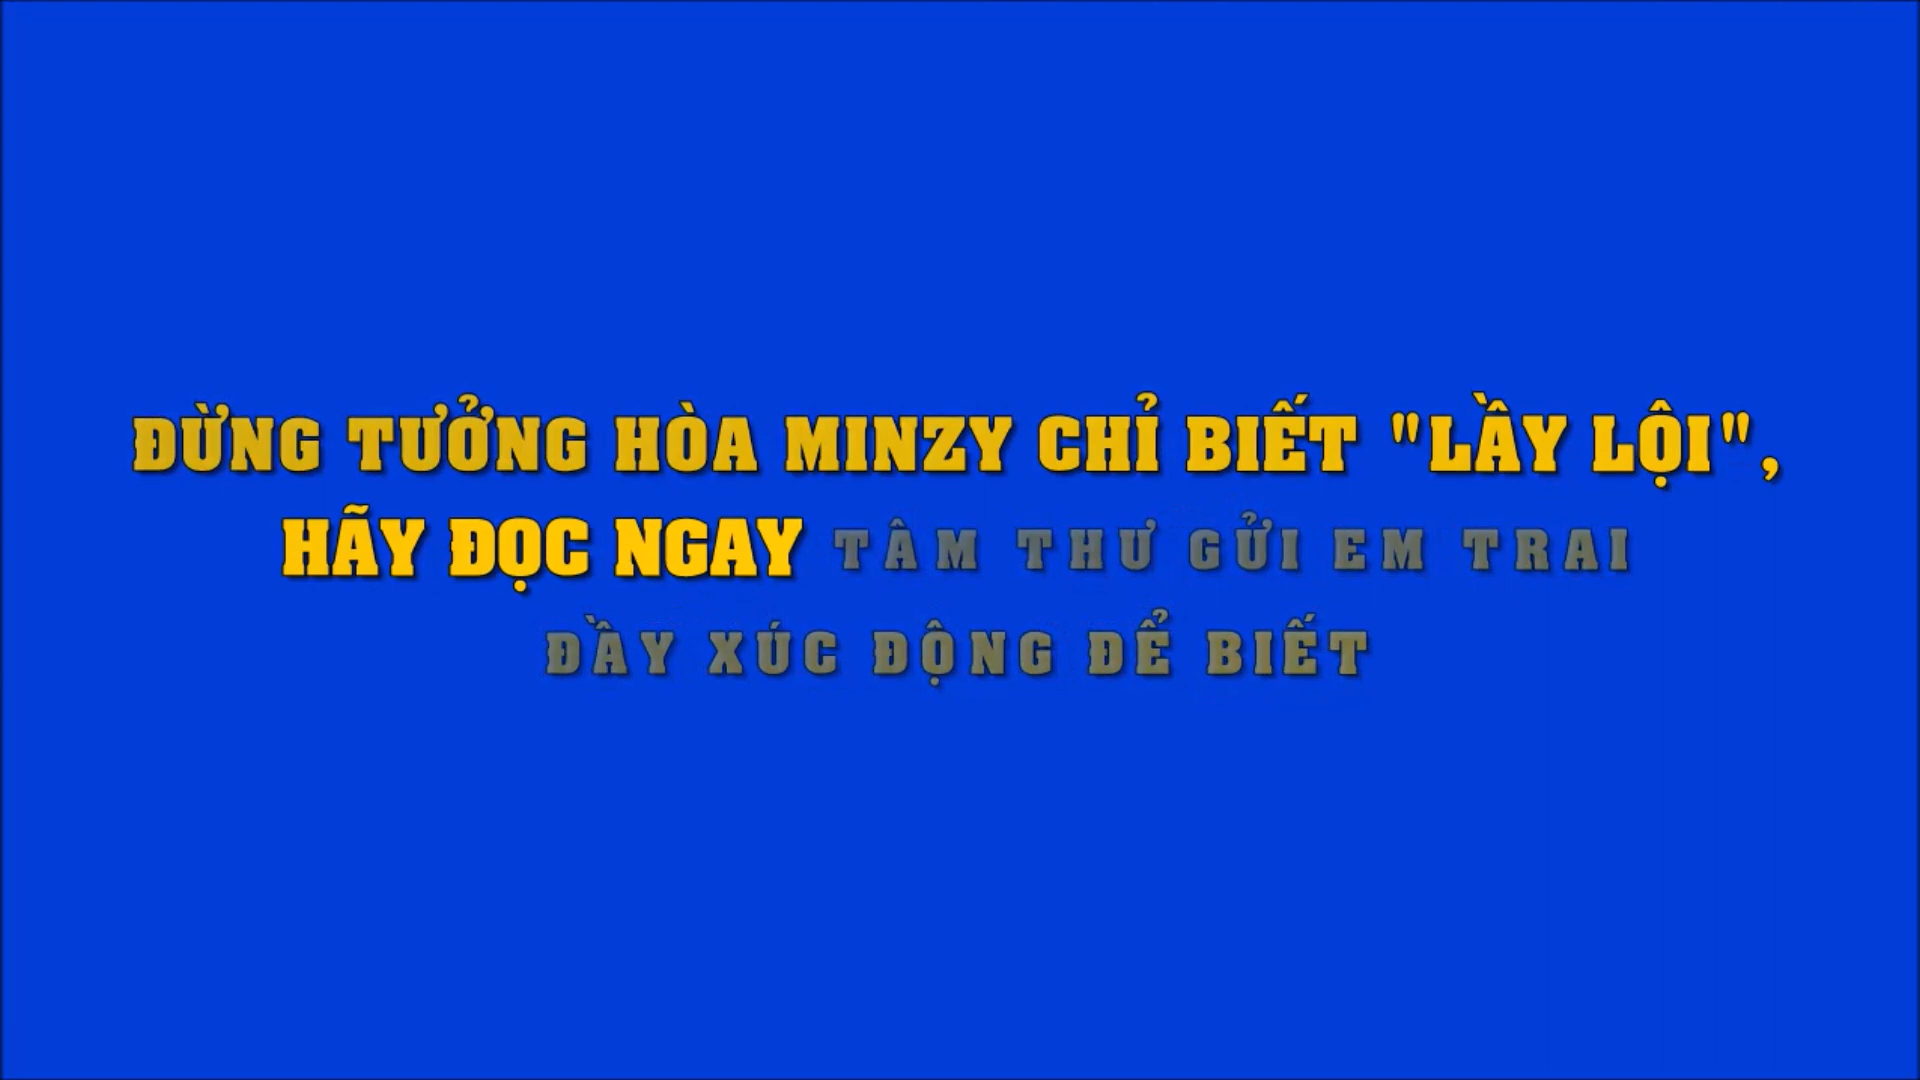 ĐỪNG TƯỞNG HÒA MINZY CHỈ BIẾT "LẦY LỘI",
HÃY ĐỌC NGAY TÂM THƯ GỬI EM TRAI
ĐẦY XÚC ĐỘNG ĐỂ BIẾT